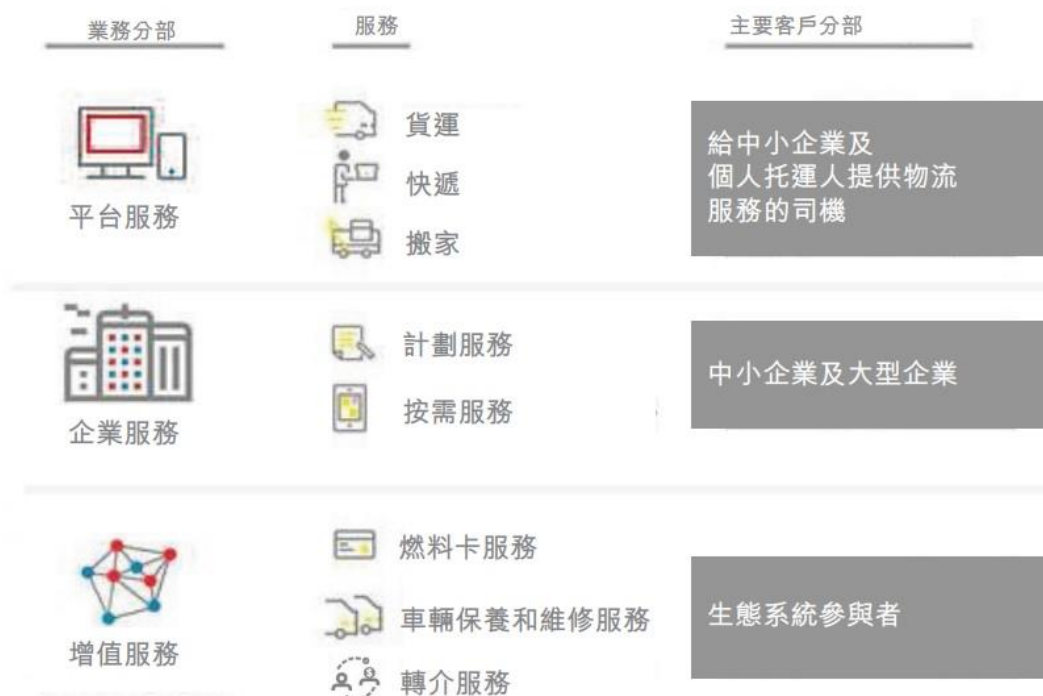 業務分部
服務
主要客戶分部
平台服務
貨運
快遞
搬家
給中小企業及
個人托運人提供物流
服務的司機
企業服務
計劃服務
按需服務
中小企業及大型企業
增值服務
燃料卡服務
車輛保養和維修服務
轉介服務
生態系統參與者